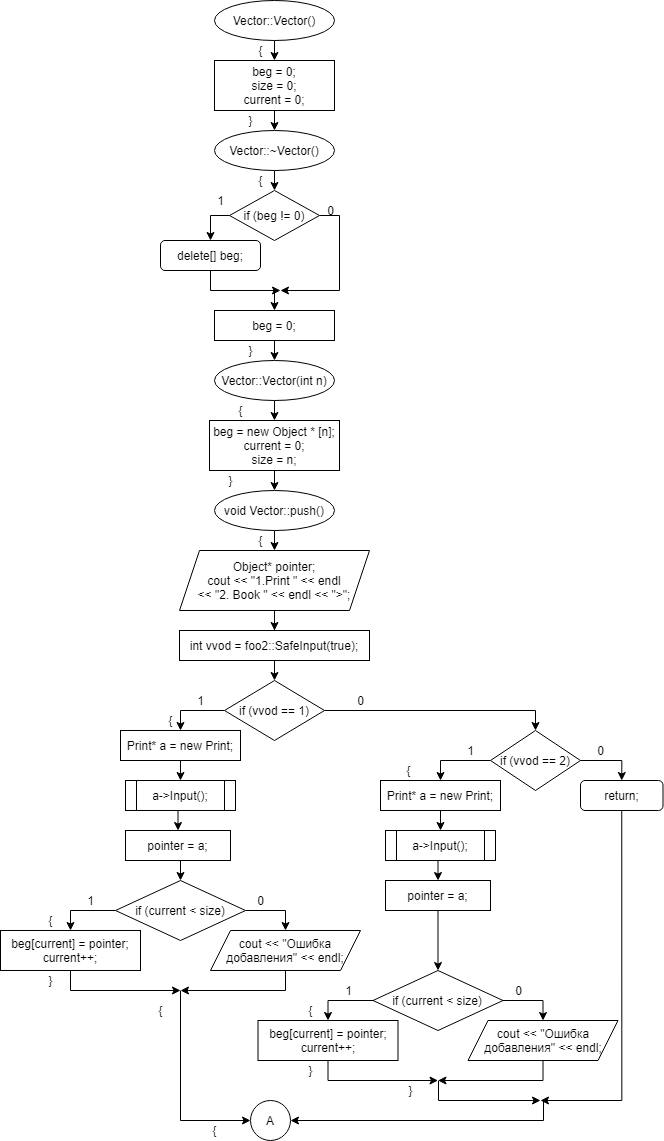 Vector::Vector()
{
beg = 0;
size = 0;
current = 0;
}
Vector::~Vector()
{
1
if (beg != 0)
0
delete[] beg;
beg = 0;
}
Vector::Vector(int n)
{
beg = new Object * [n];
current = 0;
size = n;
}
void Vector::push()
{
Object* pointer;
cout << "1.Print " << endl
<< "2. Book " << endl << ">";
int vvod = foo2::SafeInput(true);
1
if (vvod == 1)
0
{
Print* a = new Print;
a->Input();
pointer = a;
1
if (current < size)
0
{
beg[current] = pointer;
current++;
}
cout << "Ошибка
добавления" << endl;
{
1
if (vvod == 2)
0
{
Print* a = new Print;
return;
a->Input();
pointer = a;
1
if (current < size)
0
{
beg[current] = pointer;
current++;
}
cout << "Ошибка
добавления" << endl;
}
A
{